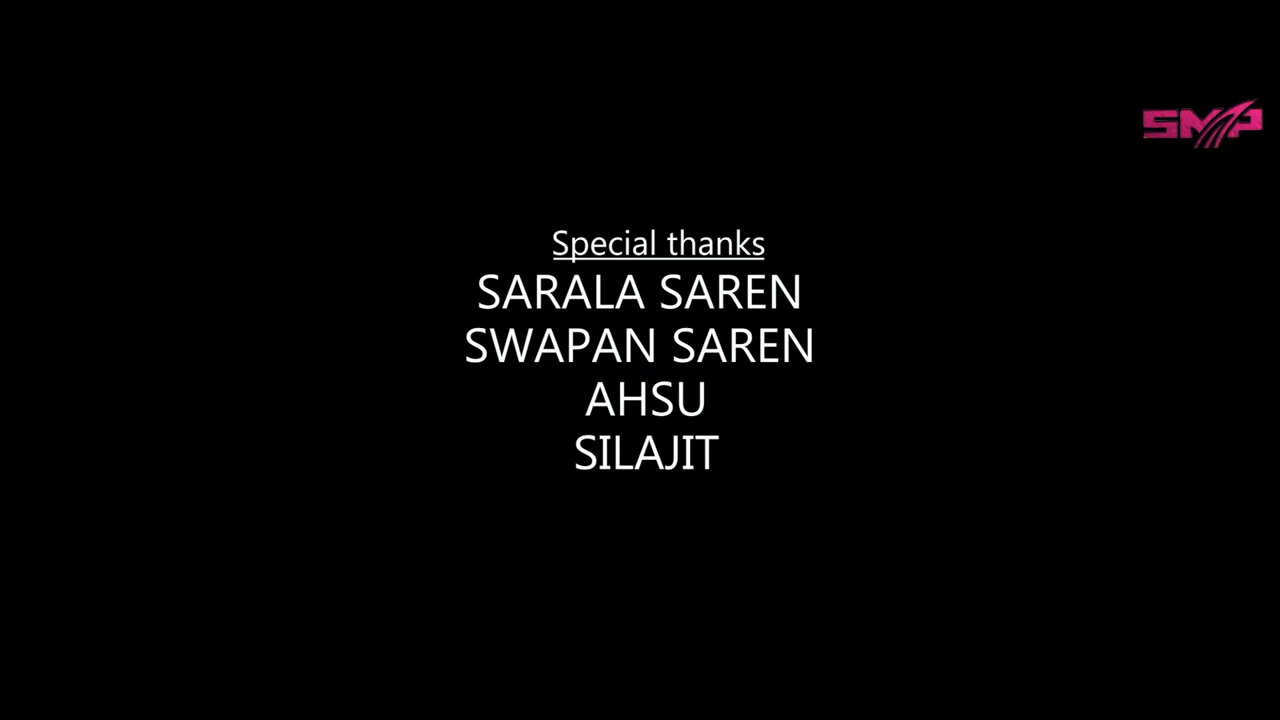 SMP
Special thanks
SARALA SAREN
SWAPAN SAREN
AHSU
SILAJIT